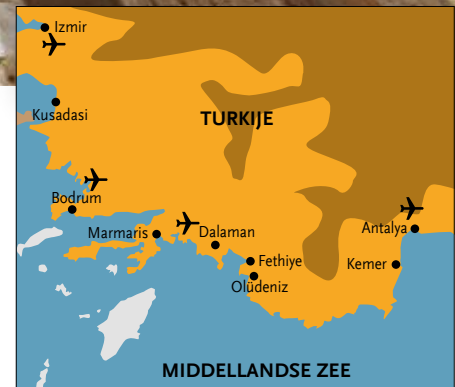 Izmir
Kusadasi
TURKIJE
Bodrum
Marmaris
Dalaman
Antalya
Fethiye
Kemer
Olüdeniz
MIDDELLANDSE ZEE